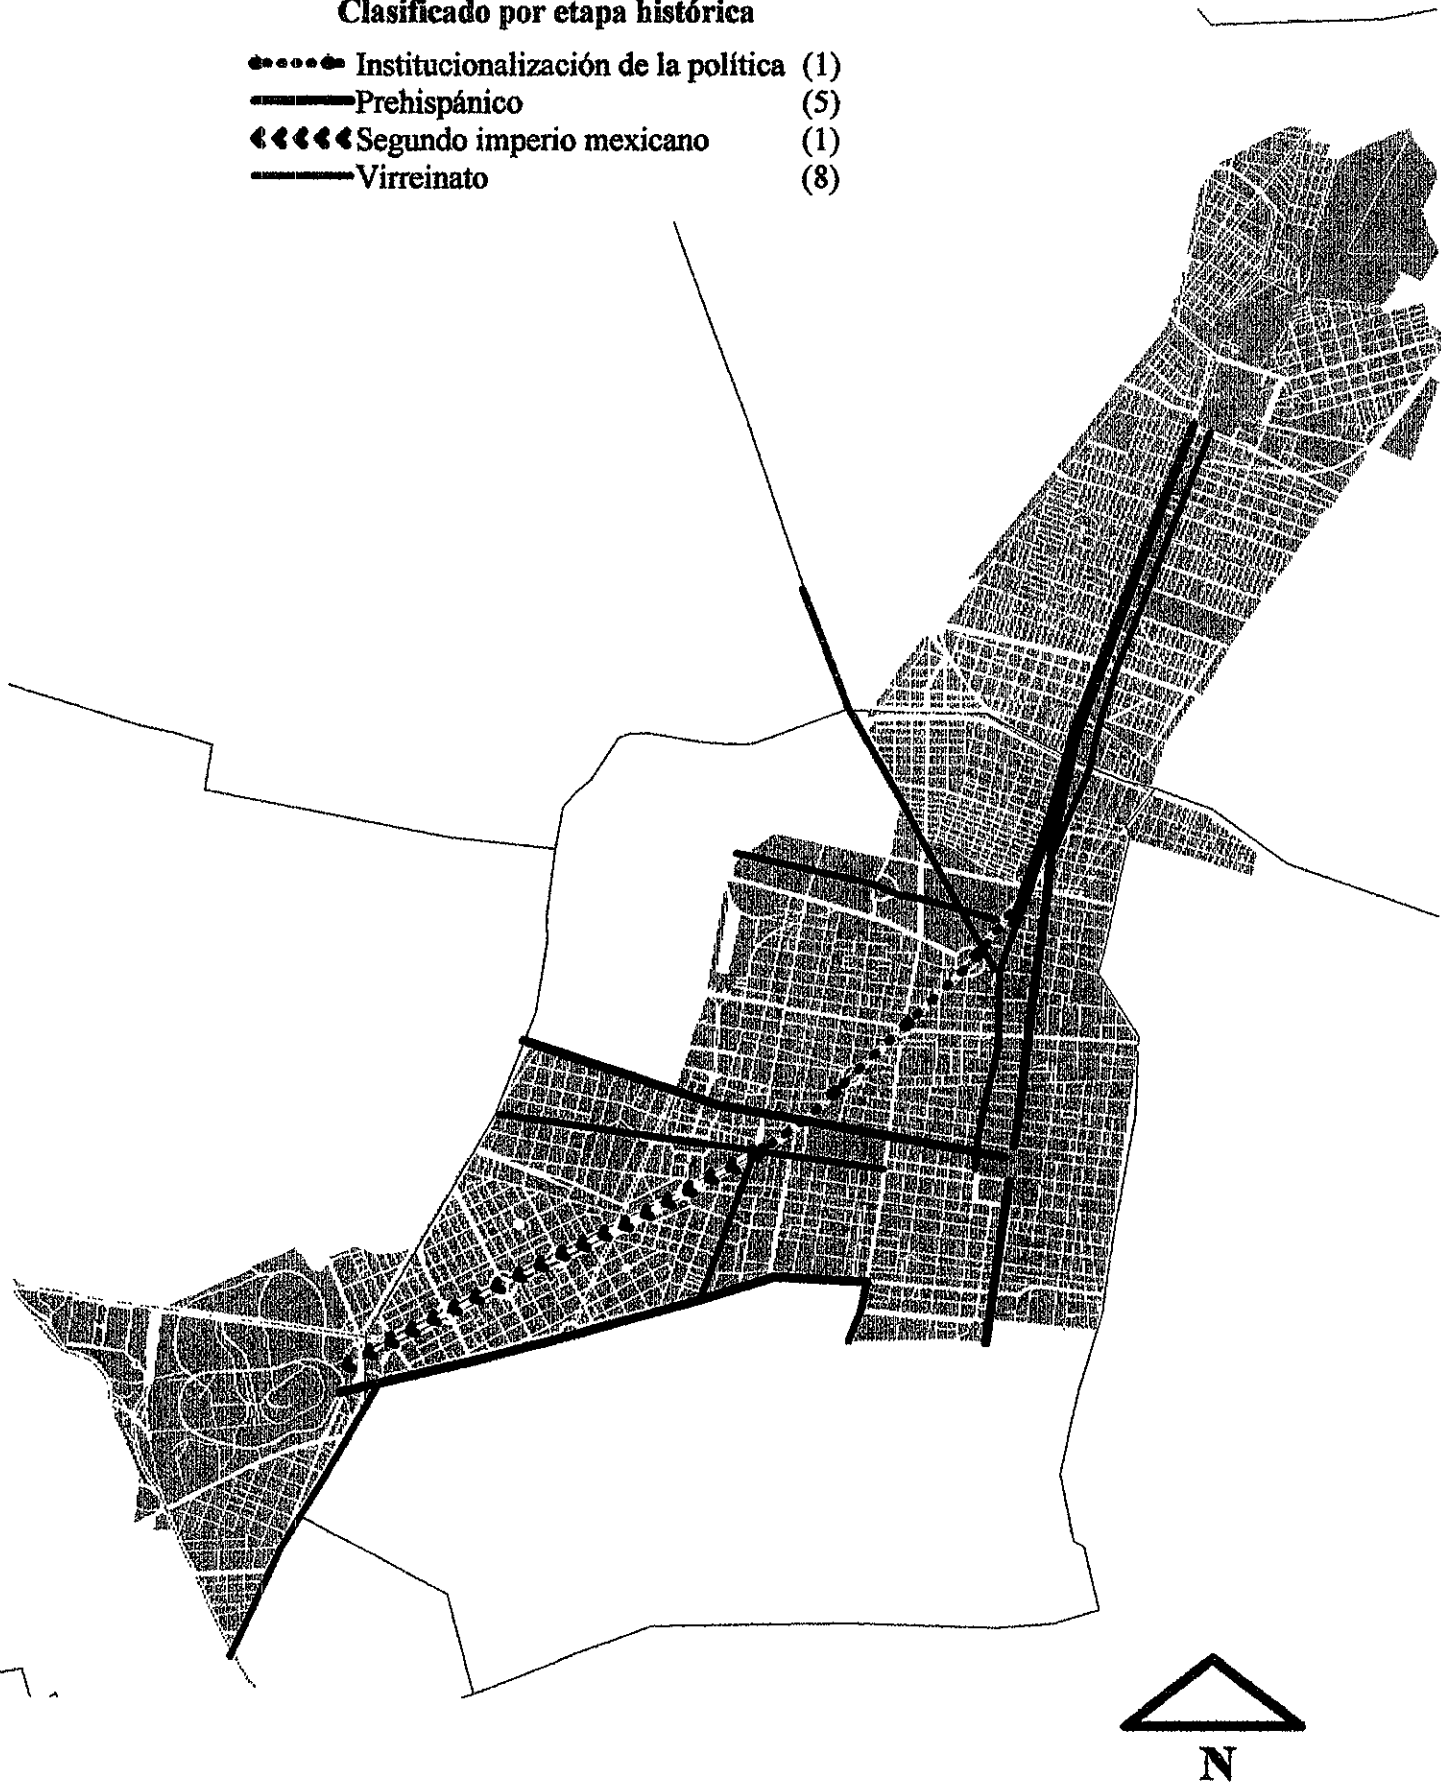 Clasificado por etapa histórica
Institucionalización de la política (1)
Prehispánico (5)
Segundo imperio mexicano (1)
Virreinato (8)
N